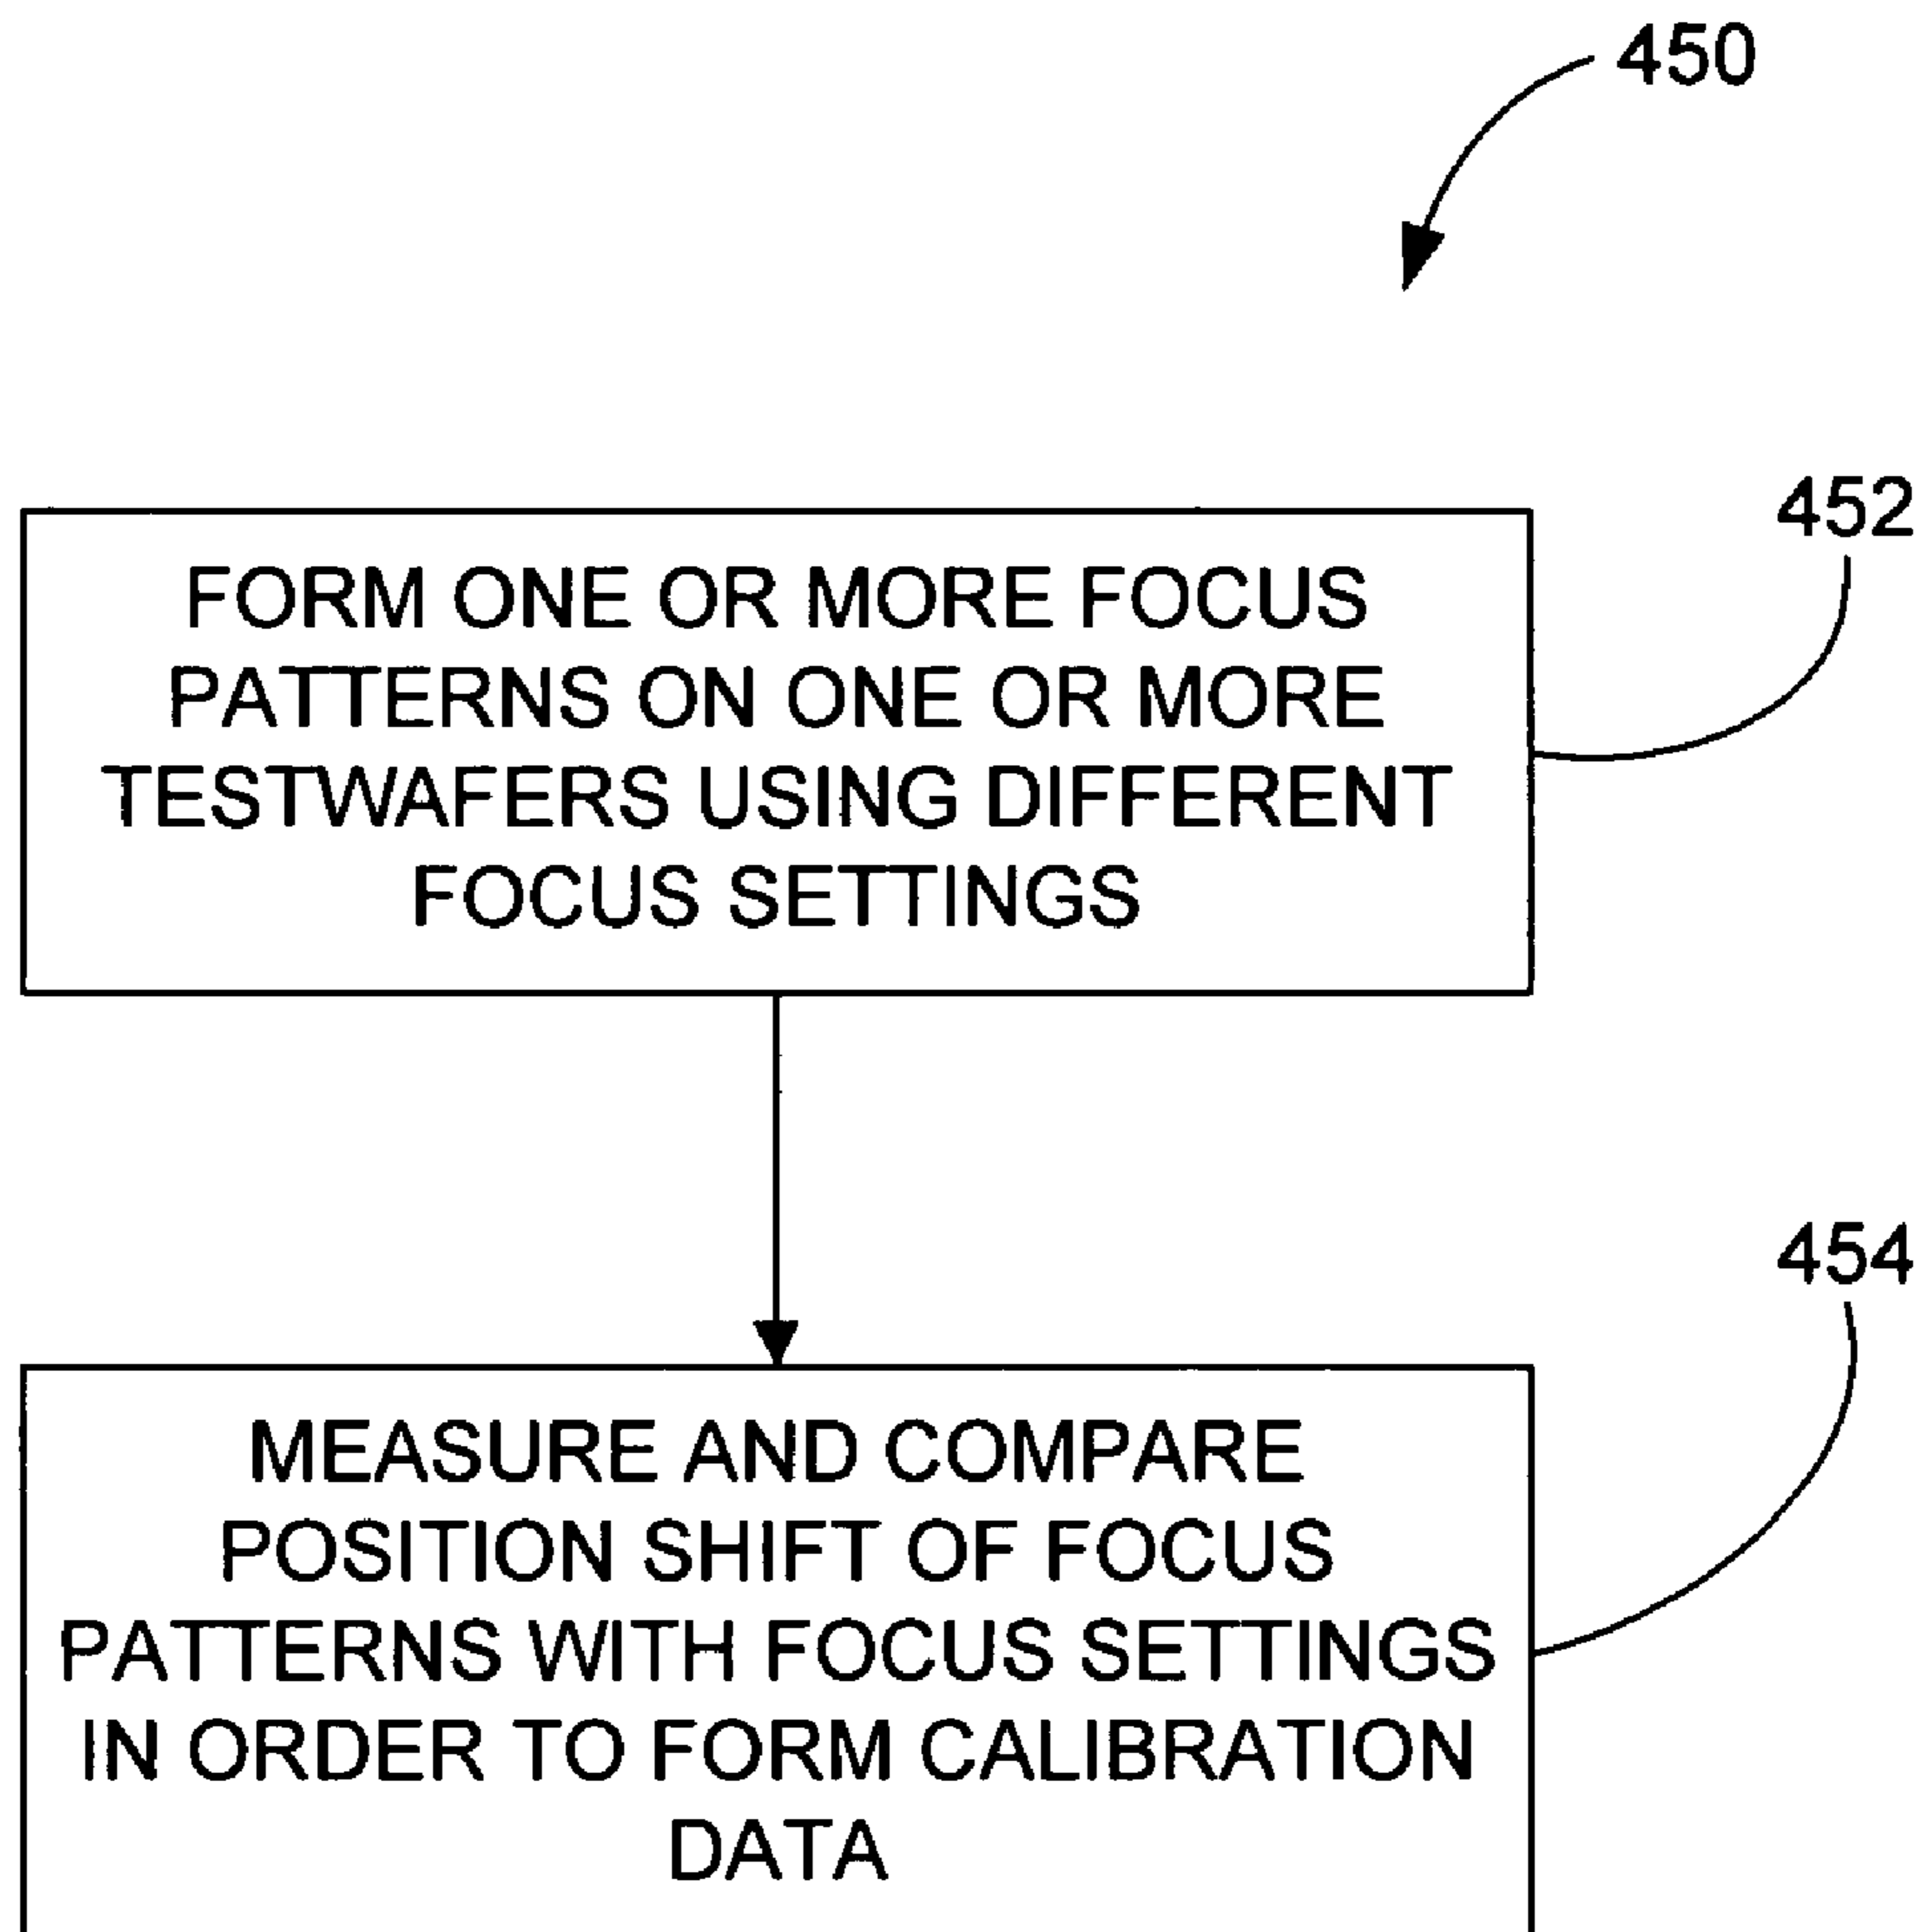 450
452
FORM ONE OR MORE FOCUS
PATTERNS ON ONE OR MORE
TESTWAFERS USING DIFFERENT
FOCUS SETTINGS
454
MEASURE AND COMPARE
POSITION SHIFT OF FOCUS
PATTERNS WITH FOCUS SETTINGS
IN ORDER TO FORM CALIBRATION
DATA